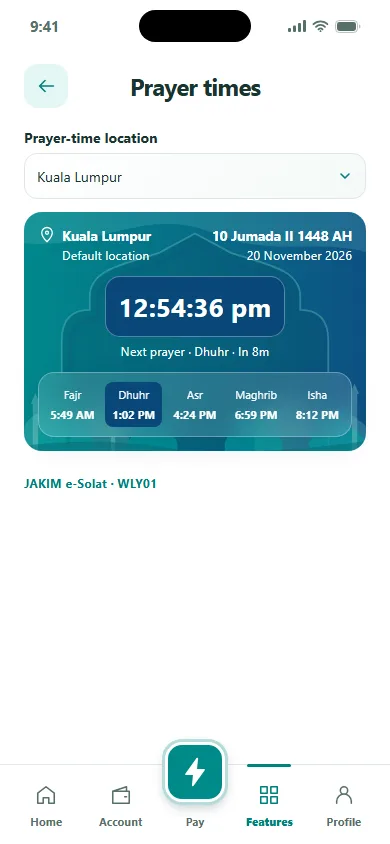 9:41
Prayer times
Prayer-time location
Kuala Lumpur
Kuala Lumpur
10 Jumada II 1448 AH
Default location
20 November 2026
12:54:36 pm
Next prayer · Dhuhr · In 8m
Fajr
Dhuhr
Asr
Maghrib
Isha
5:49 AM
1:02 PM
4:24 PM
6:59 PM
8:12 PM
JAKIM e-Solat · WLY01
Home
Account
Pay
Features
Profile